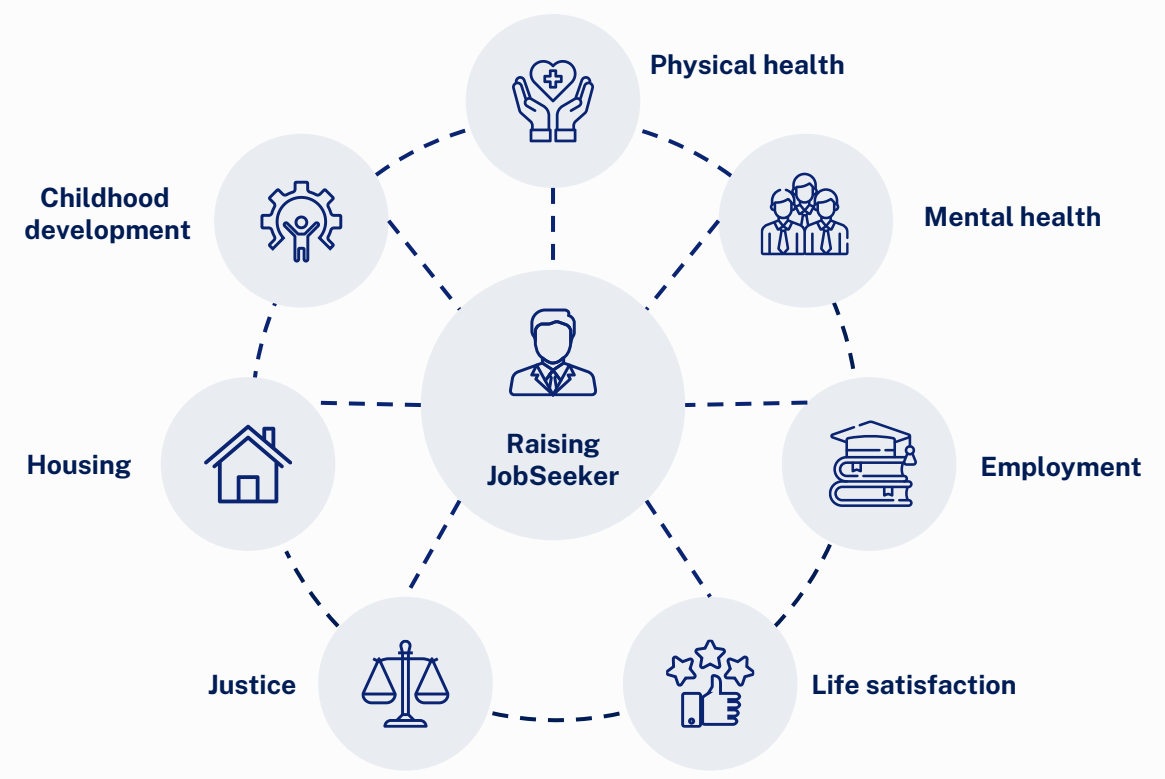 Physical health
Childhood
development
Mental health
Raising
JobSeeker
Housing
Employment
Justice
Life satisfaction